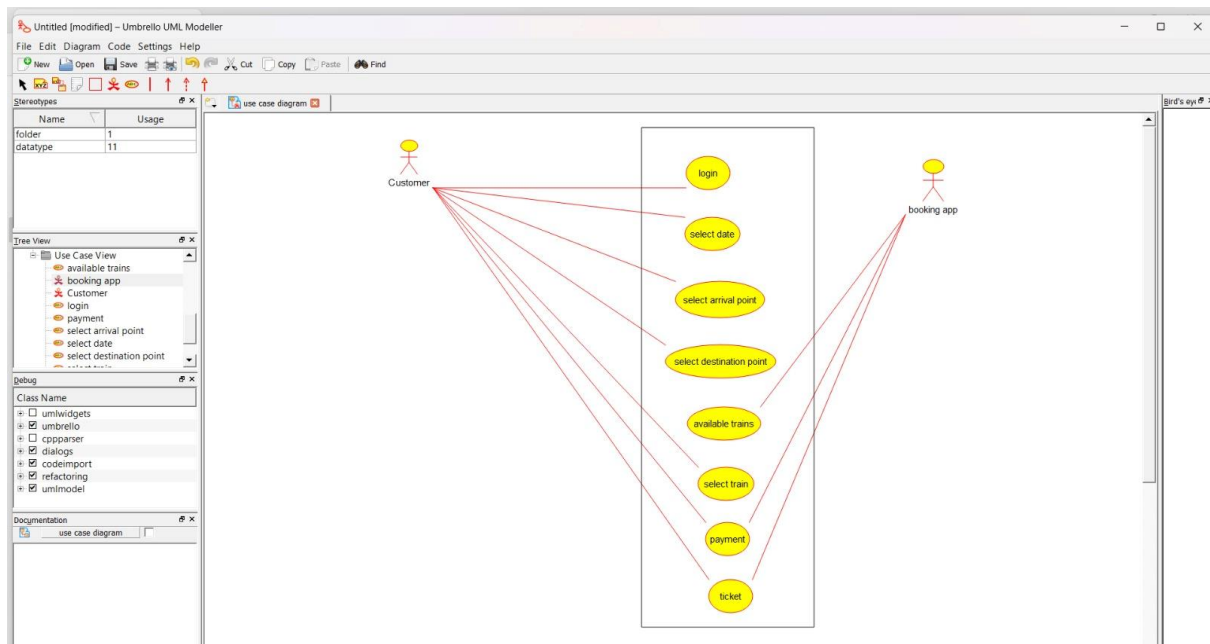 Untitled [modified] – Umbrello UML Modeller
File Edit Diagram Code Settings Help
New Open Save Cut Copy Paste Find
XYZ
Stereotypes
Name Usage
folder 1
datatype 11
Tree View
Use Case View
available trains
booking app
Customer
login
payment
select arrival point
select date
select destination point
select train
Debug
Class Name
umlwidgets
umbrello
cppparser
dialogs
codeimport
refactoring
umlmodel
Documentation
use case diagram
use case diagram
Customer
login
select date
select arrival point
select destination point
available trains
select train
payment
ticket
booking app
Bird's